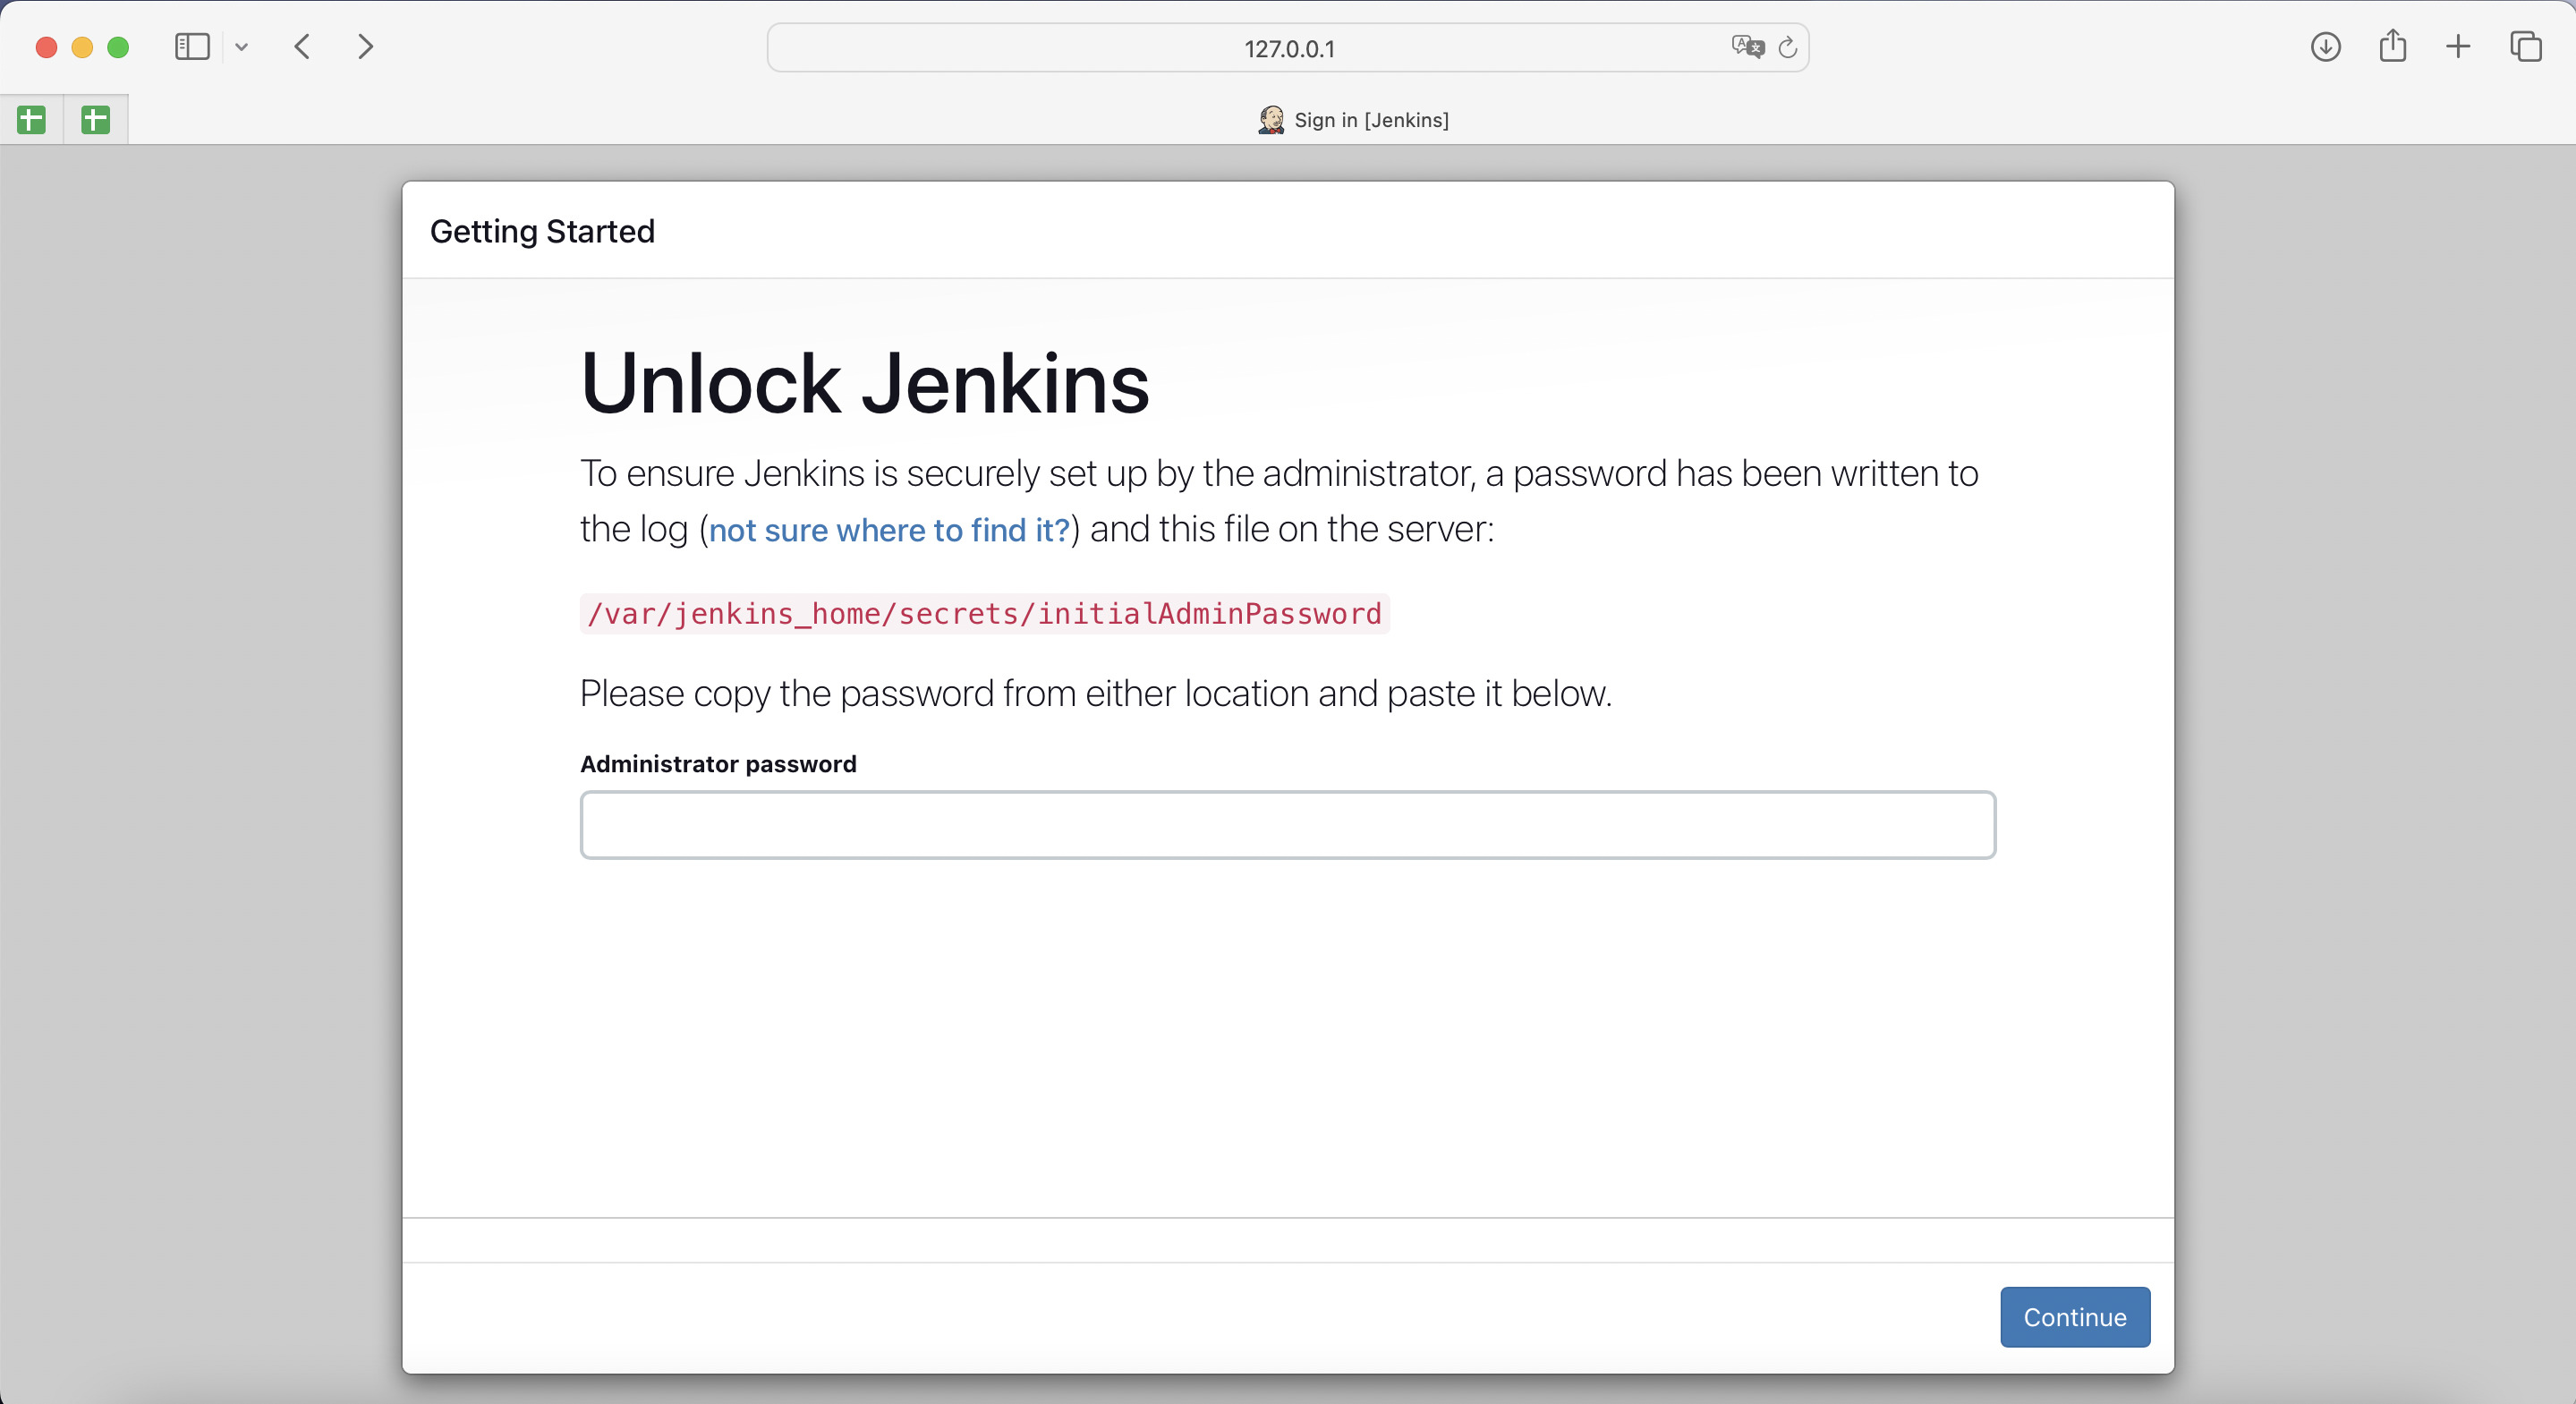 127.0.0.1
Sign in [Jenkins]
Getting Started
Unlock Jenkins
To ensure Jenkins is securely set up by the administrator, a password has been written to
the log (not sure where to find it?) and this file on the server:
/var/jenkins_home/secrets/initialAdminPassword
Please copy the password from either location and paste it below.
Administrator password
Continue